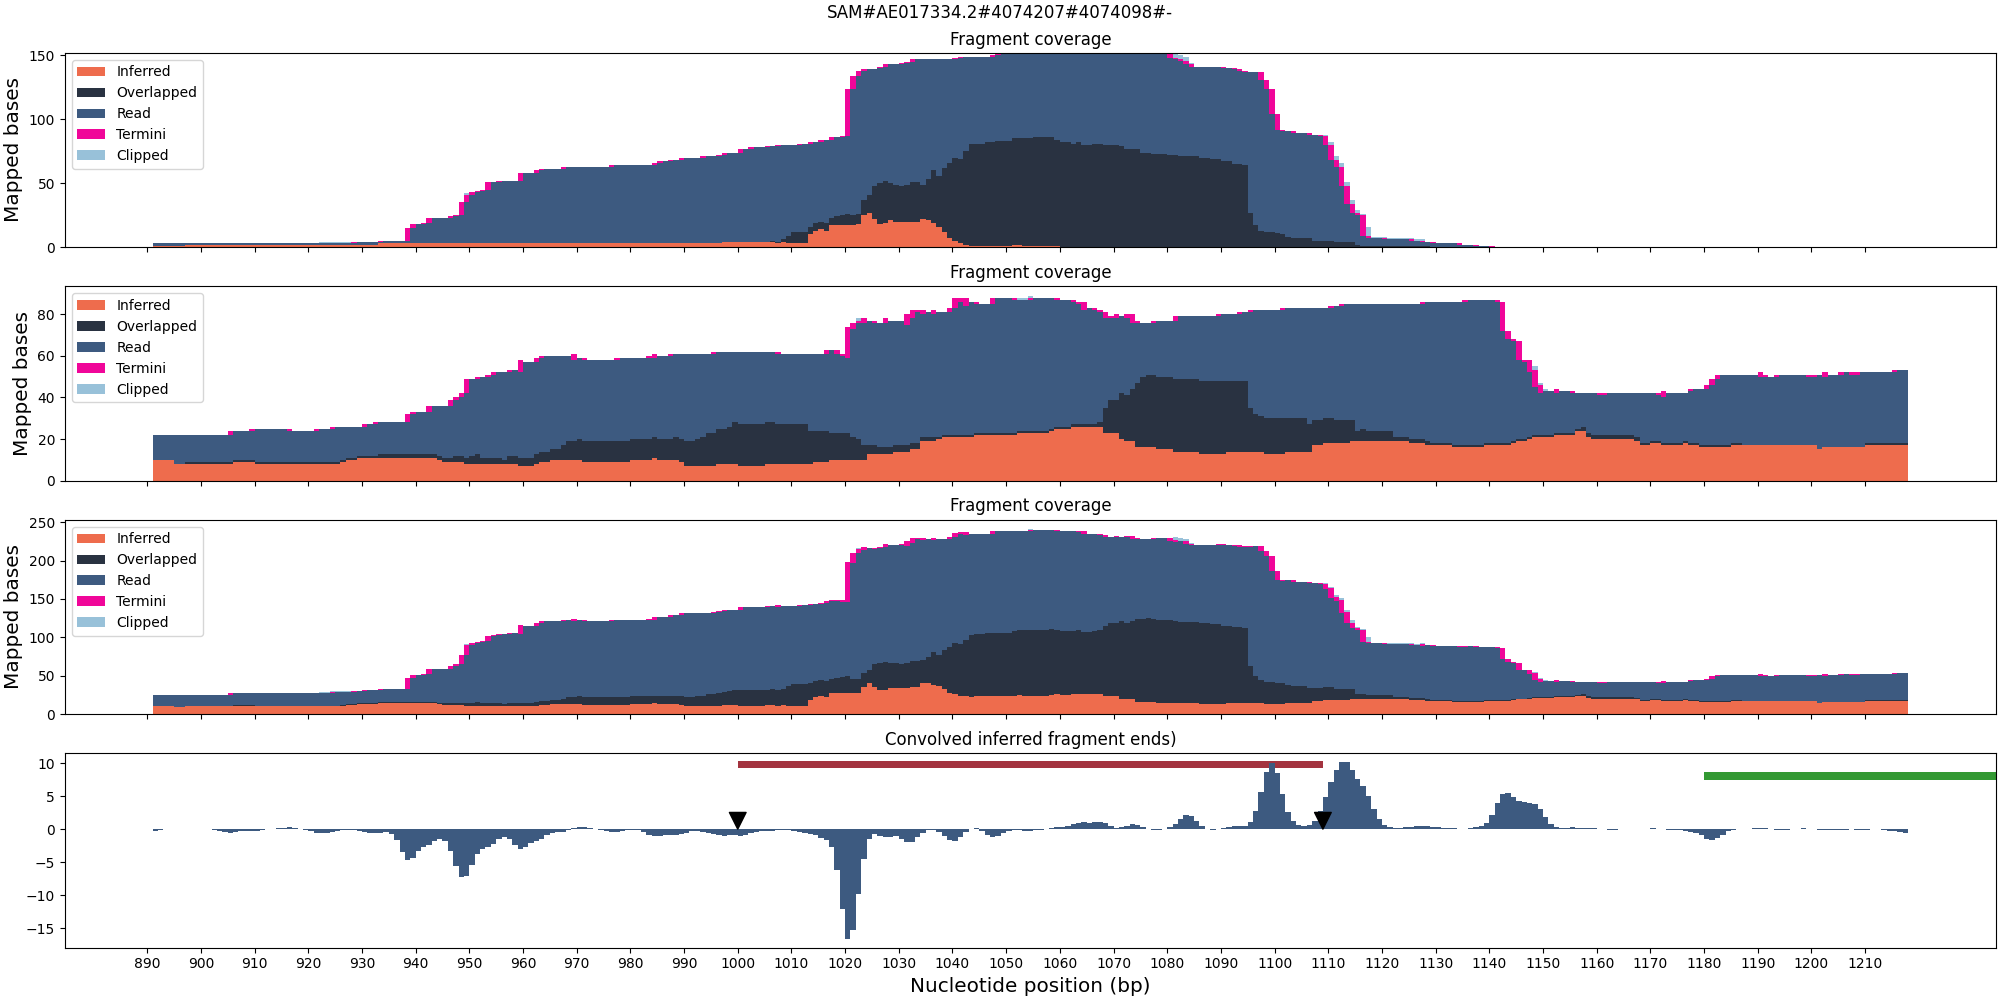 SAM#AE017334.2#4074207#4074098#-
Fragment coverage
Mapped bases
150
100
50
0
Inferred
Overlapped
Read
Termini
Clipped
Fragment coverage
Mapped bases
80
60
40
20
0
Inferred
Overlapped
Read
Termini
Clipped
Fragment coverage
Mapped bases
250
200
150
100
50
0
Inferred
Overlapped
Read
Termini
Clipped
Convolved inferred fragment ends)
10
5
0
−5
−10
−15
890 900 910 920 930 940 950 960 970 980 990 1000 1010 1020 1030 1040 1050 1060 1070 1080 1090 1100 1110 1120 1130 1140 1150 1160 1170 1180 1190 1200 1210
Nucleotide position (bp)